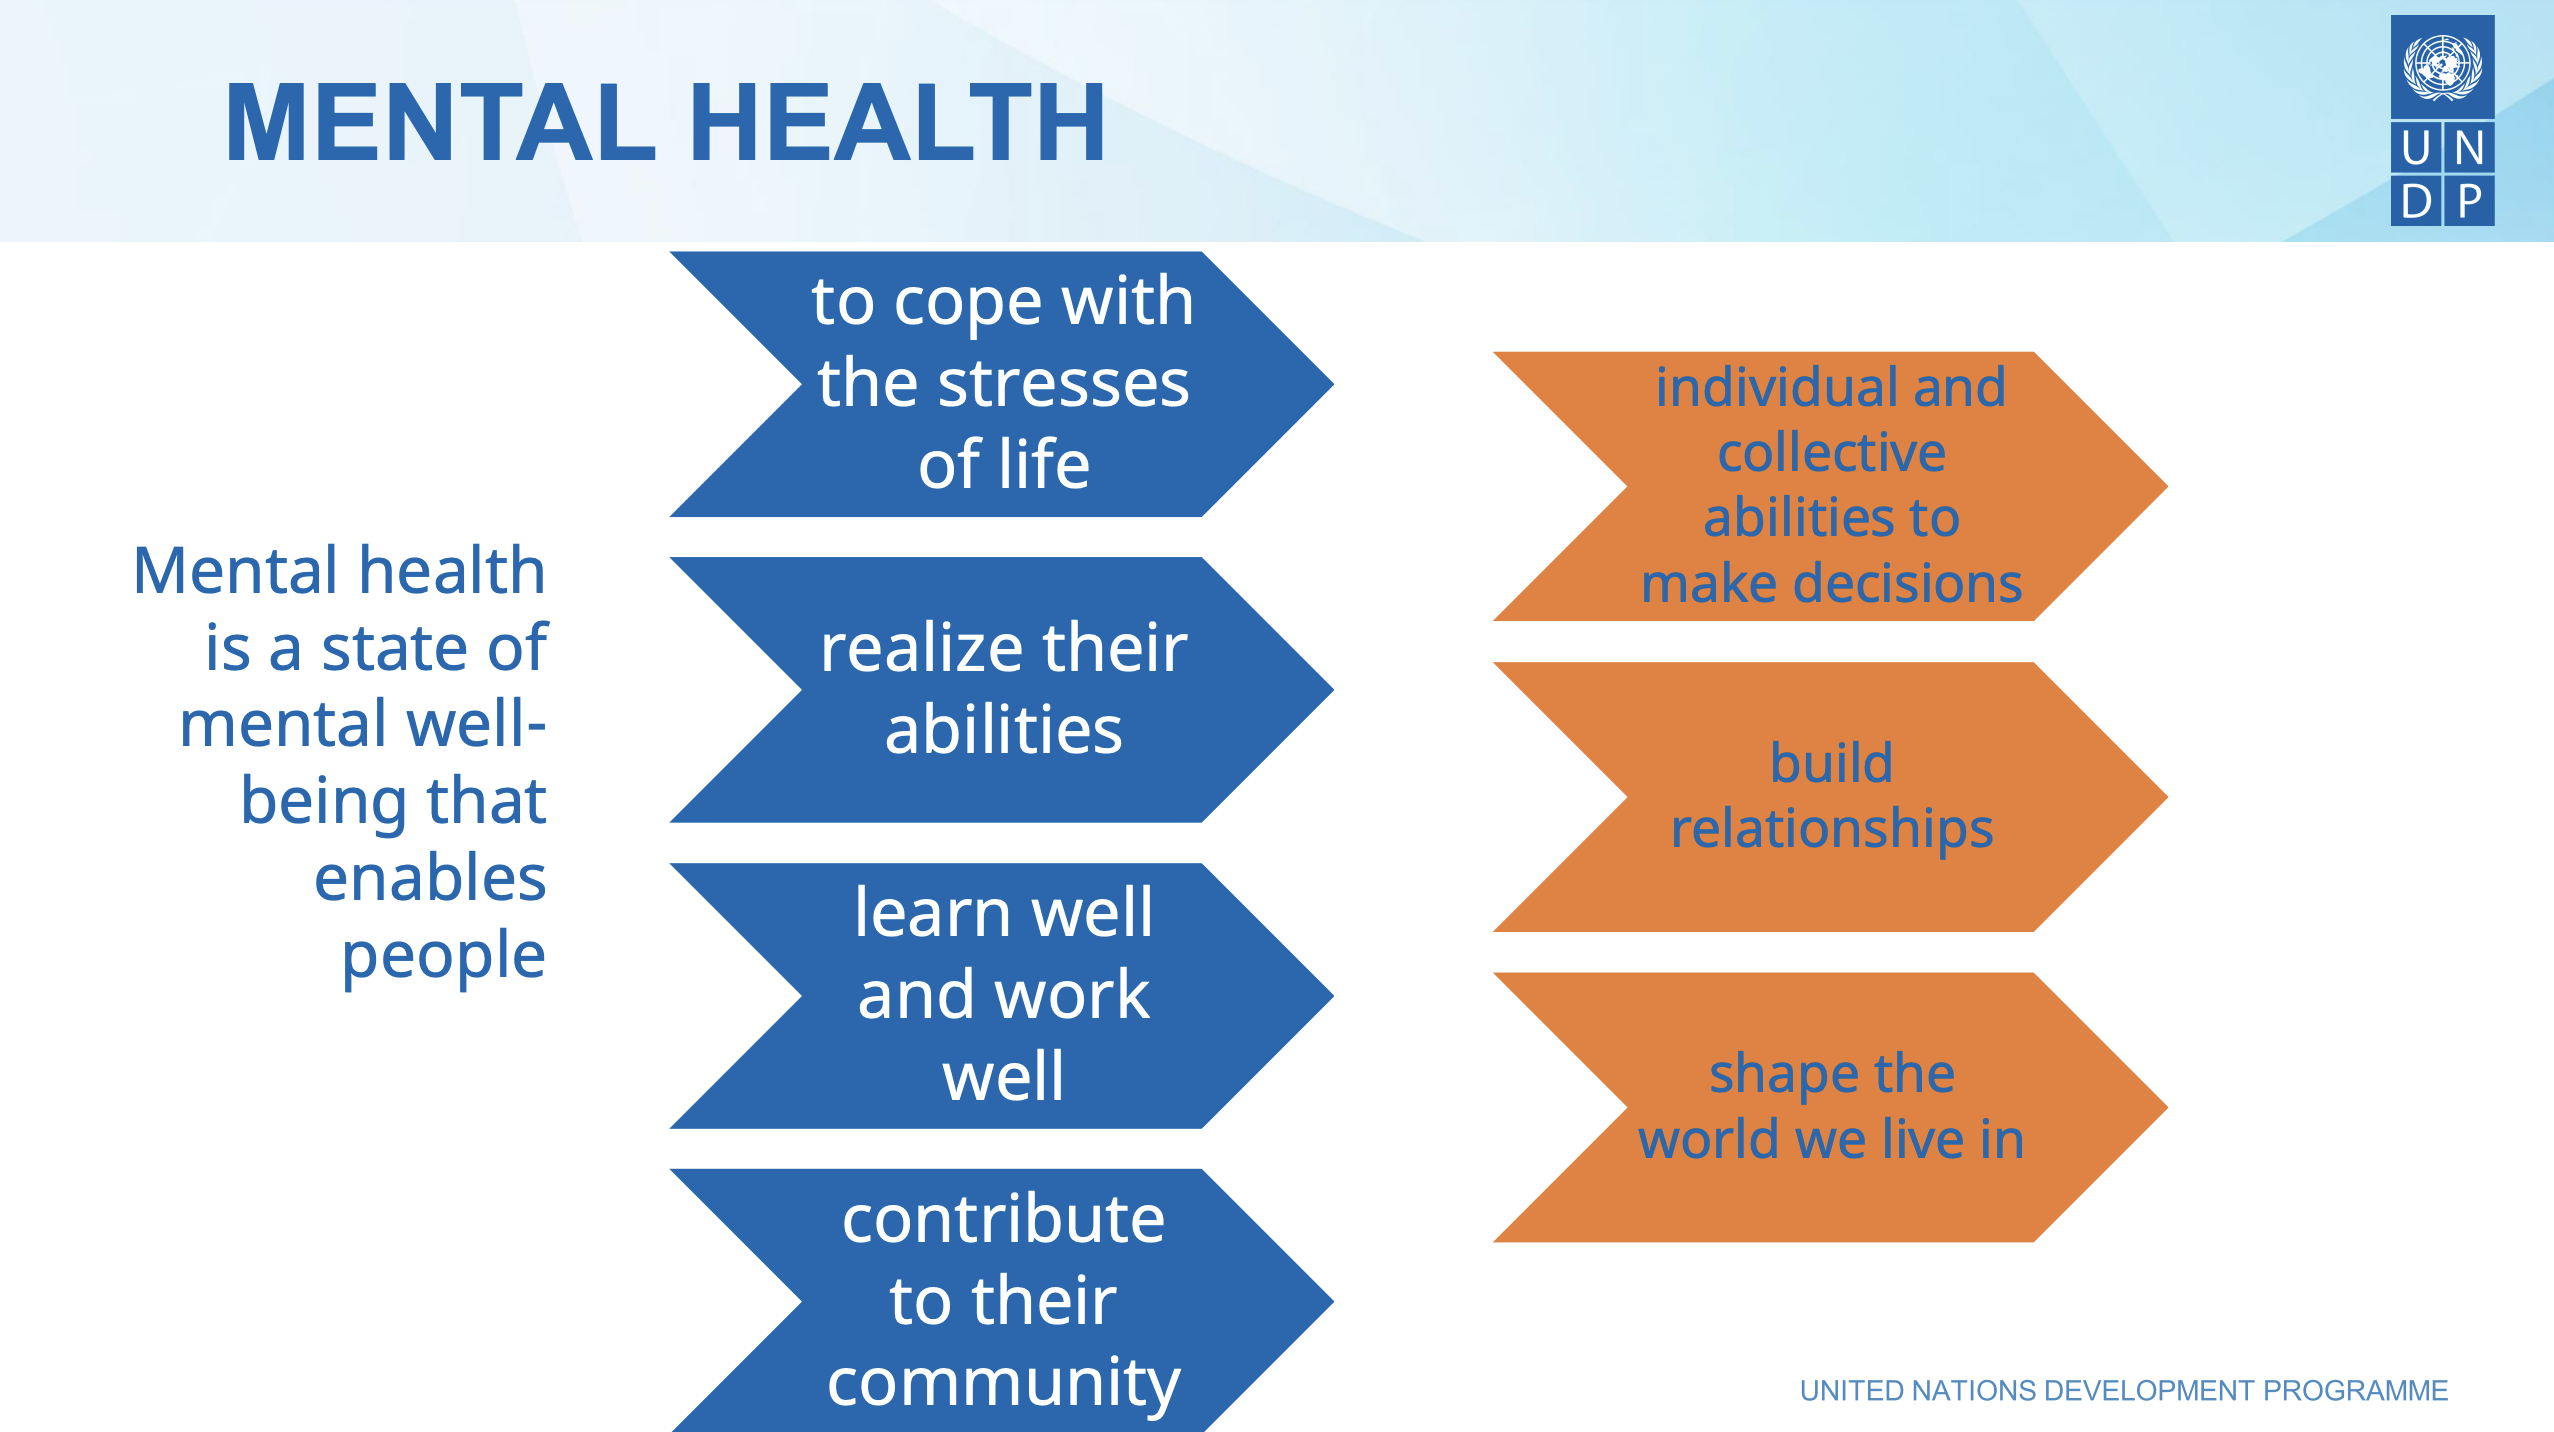 MENTAL HEALTH
U N
D P
Mental health
is a state of
mental well-
being that
enables
people
to cope with
the stresses
of life
realize their
abilities
learn well
and work
well
contribute
to their
community
individual and
collective
abilities to
make decisions
build
relationships
shape the
world we live in
UNITED NATIONS DEVELOPMENT PROGRAMME